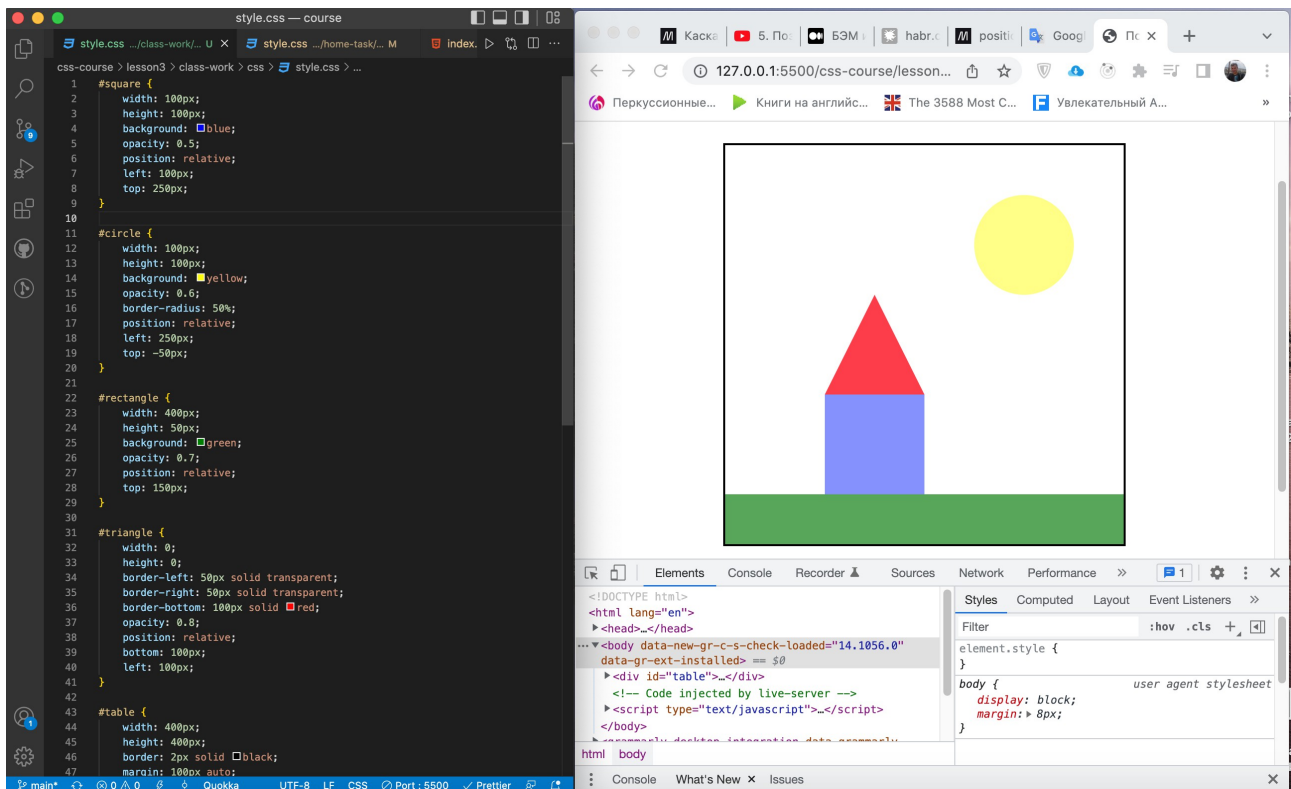 style.css — course
style.css .../class-work/... U × style.css .../home-task/... M index.
css-course > lesson3 > class-work > css > style.css > ...
1 #square {
2 width: 100px;
3 height: 100px;
4 background: blue;
5 opacity: 0.5;
6 position: relative;
7 left: 100px;
8 top: 250px;
9 }
10
11 #circle {
12 width: 100px;
13 height: 100px;
14 background: yellow;
15 opacity: 0.6;
16 border-radius: 50%;
17 position: relative;
18 left: 250px;
19 top: -50px;
20 }
21
22 #rectangle {
23 width: 400px;
24 height: 50px;
25 background: green;
26 opacity: 0.7;
27 position: relative;
28 top: 150px;
29 }
30
31 #triangle {
32 width: 0;
33 height: 0;
34 border-left: 50px solid transparent;
35 border-right: 50px solid transparent;
36 border-bottom: 100px solid red;
37 opacity: 0.8;
38 position: relative;
39 bottom: 100px;
40 left: 100px;
41 }
42
43 #table {
44 width: 400px;
45 height: 400px;
46 border: 2px solid black;
47 margin: 100px auto;
9
1
main* 0 0 Quokka UTF-8 LF CSS Port : 5500 Prettier
Каска 5. По БЭМ habr.c positic Googl Пс ×
127.0.0.1:5500/css-course/lesson...
Перкуссионные... Книги на английс... The 3588 Most C... Увлекательный А... »
Elements Console Recorder Sources Network Performance » 1
<!DOCTYPE html>
<html lang="en">
<head>…</head>
<body data-new-gr-c-s-check-loaded="14.1056.0"
data-gr-ext-installed> == $0
<div id="table">…</div>
<!-- Code injected by live-server -->
<script type="text/javascript">…</script>
</body>
html body
Styles Computed Layout Event Listeners »
Filter :hov .cls +
element.style {
}
body { user agent stylesheet
display: block;
margin: 8px;
}
Console What's New × Issues